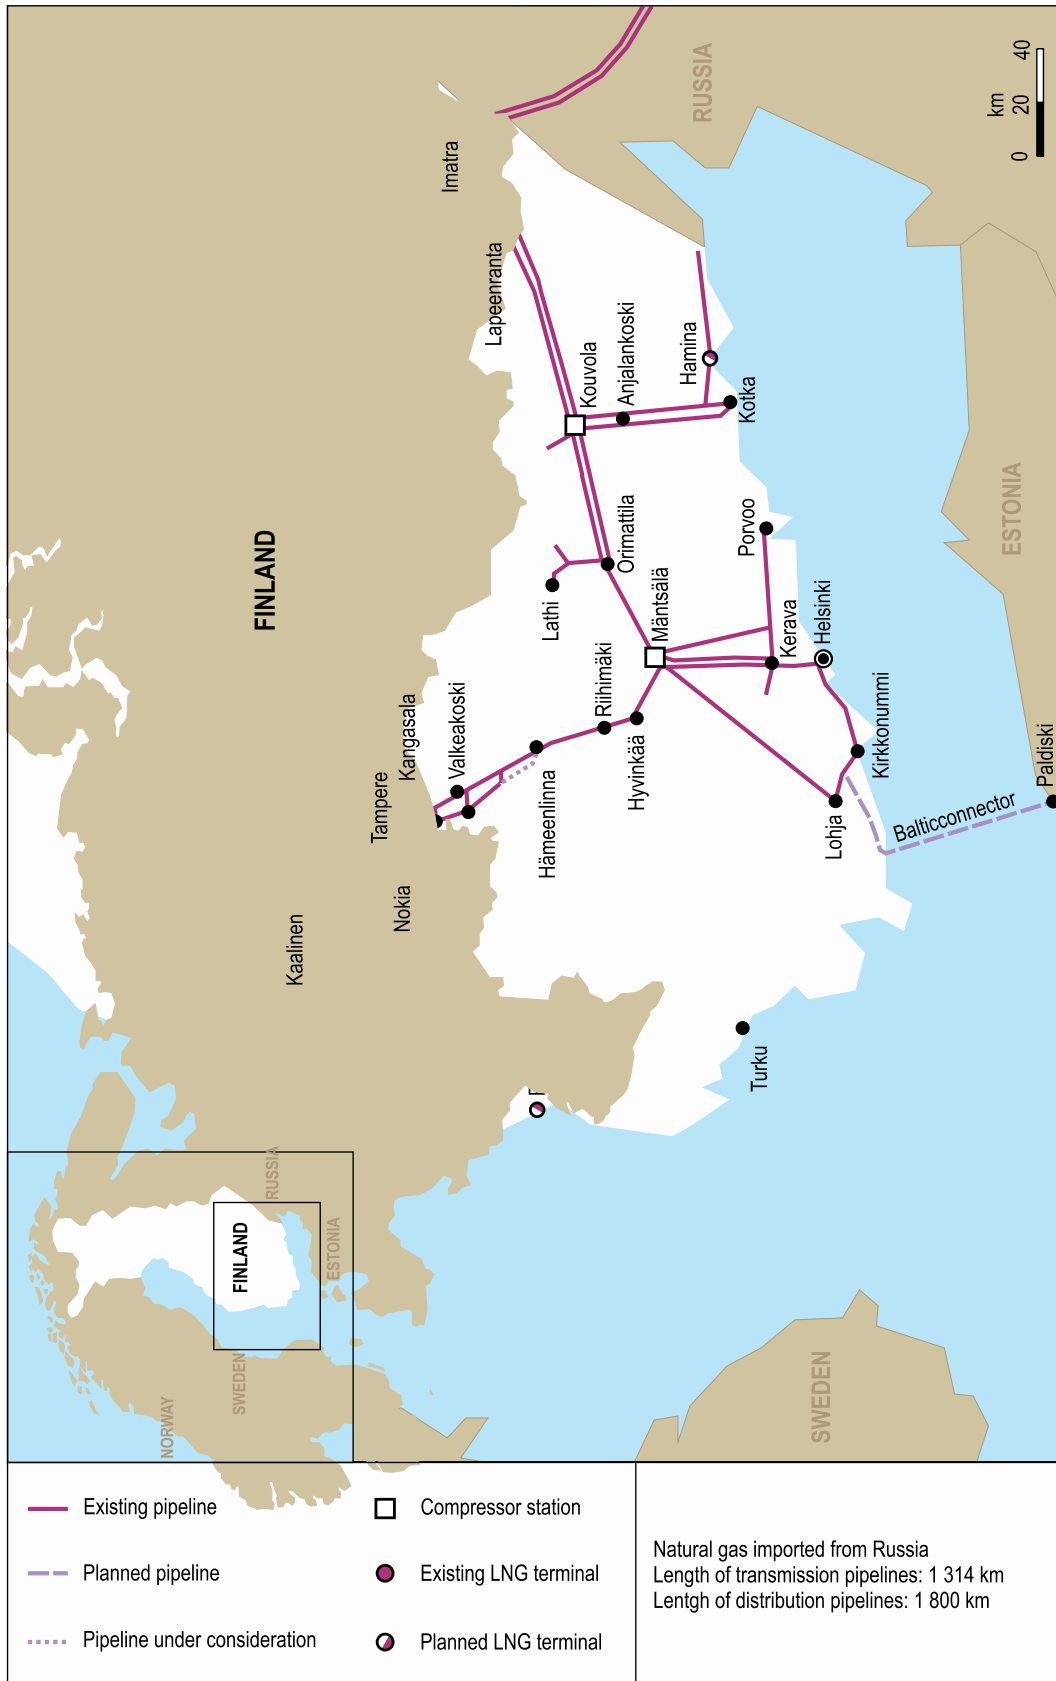 FINLAND
RUSSIA
ESTONIA
SWEDEN
Imatra
Lapeenranta
Kouvola
Anjalankoski
Hamina
Kotka
Orimattila
Lathi
Porvoo
Mäntsälä
Kerava
Helsinki
Riihimäki
Hyvinkää
Kangasala
Valkeakoski
Tampere
Hämeenlinna
Nokia
Kaalinen
Kirkkonummi
Lohja
Balticconnector
Paldiski
Turku
km
0 20 40
FINLAND
RUSSIA
ESTONIA
SWEDEN
NORWAY
Existing pipeline
Planned pipeline
Pipeline under consideration
Compressor station
Existing LNG terminal
Planned LNG terminal
Natural gas imported from Russia
Length of transmission pipelines: 1 314 km
Lentgh of distribution pipelines: 1 800 km